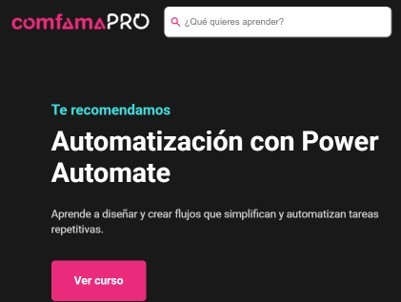 comfamaPRO
¿Qué quieres aprender?
Te recomendamos
Automatización con Power
Automate
Aprende a diseñar y crear flujos que simplifican y automatizan tareas
repetitivas.
Ver curso